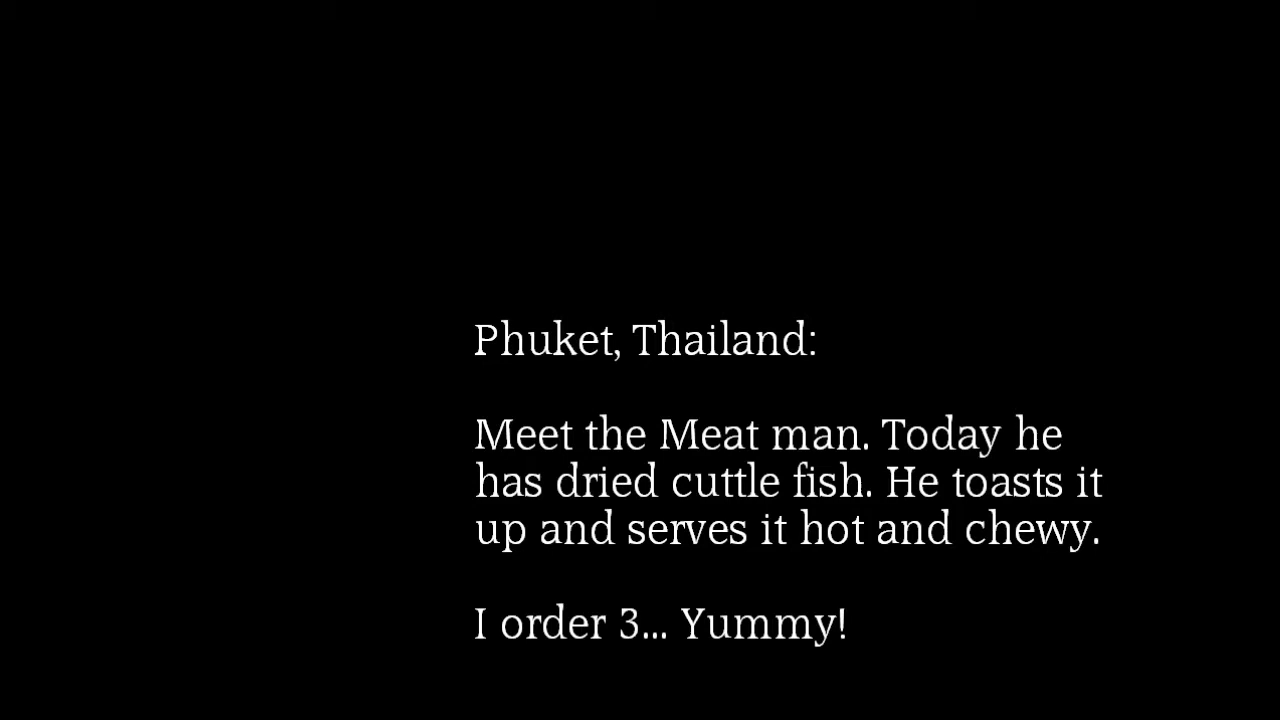 Phuket, Thailand:
Meet the Meat man. Today he
has dried cuttle fish. He toasts it
up and serves it hot and chewy.
I order 3... Yummy!